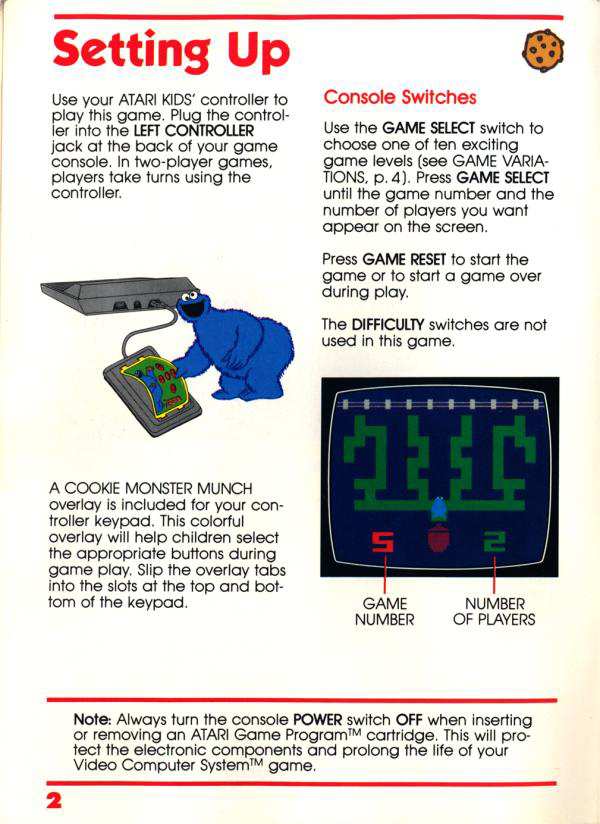 Setting Up
Use your ATARI KIDS' controller to
play this game. Plug the control-
ler into the LEFT CONTROLLER
jack at the back of your game
console. In two-player games,
players take turns using the
controller.
A COOKIE MONSTER MUNCH
overlay is included for your con-
troller keypad. This colorful
overlay will help children select
the appropriate buttons during
game play. Slip the overlay tabs
into the slots at the top and bot-
tom of the keypad.
Console Switches
Use the GAME SELECT switch to
choose one of ten exciting
game levels (see GAME VARIA-
TIONS, p. 4). Press GAME SELECT
until the game number and the
number of players you want
appear on the screen.
Press GAME RESET to start the
game or to start a game over
during play.
The DIFFICULTY switches are not
used in this game.
5 2
GAME
NUMBER
NUMBER
OF PLAYERS
Note: Always turn the console POWER switch OFF when inserting
or removing an ATARI Game Program™ cartridge. This will pro-
tect the electronic components and prolong the life of your
Video Computer System™ game.
2